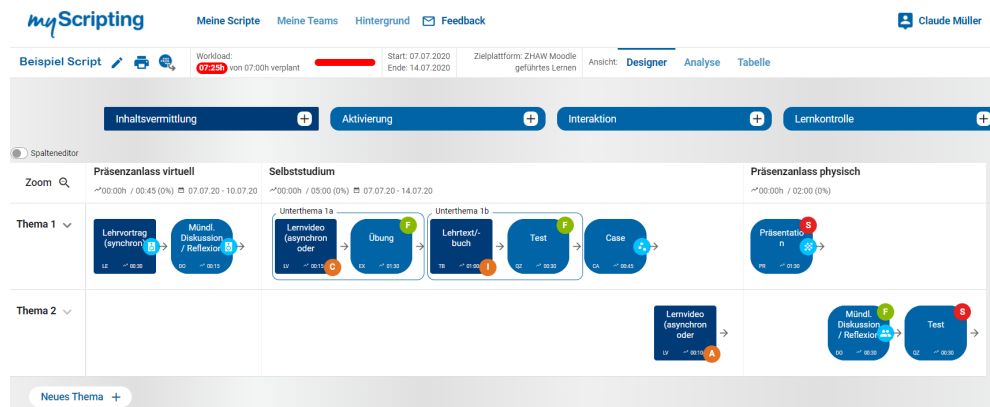 myScripting
Meine Scripte
Meine Teams
Hintergrund
Feedback
Claude Müller
Beispiel Script
Workload:
07:25h von 07:00h verplant
Start: 07.07.2020
Ende: 14.07.2020
Zielplattform: ZHAW Moodle
geführtes Lernen
Ansicht:
Designer
Analyse
Tabelle
Inhaltsvermittlung +
Aktivierung +
Interaktion +
Lernkontrolle +
Spalteneditor
Zoom
Präsenzanlass virtuell
00:00h / 00:45 (0%) 07.07.20 - 10.07.20
Selbststudium
00:00h / 05:00 (0%) 07.07.20 - 14.07.20
Präsenzanlass physisch
00:00h / 02:00 (0%)
Thema 1
Lehrvortrag
(synchron)
LE 00:30
Mündl.
Diskussion
/ Reflexior
DO 00:15
Unterthema 1a
Lernvideo
(asynchron
oder
LV 00:15
C
F
Übung
EX 01:30
Unterthema 1b
Lehrtext/-
buch
TB 01:00
I
F
Test
QZ 00:30
Case
CA 00:45
S
Präsentatio
n
PR 01:30
Thema 2
Lernvideo
(asynchron
oder
LV 00:10
A
F
Mündl.
Diskussion
/ Reflexior
DO 00:30
S
Test
QZ 00:30
Neues Thema +